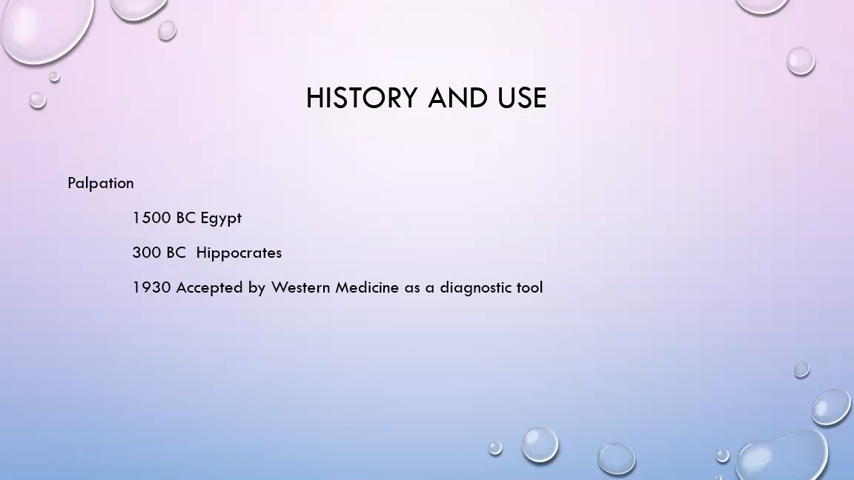 HISTORY AND USE
Palpation
1500 BC Egypt
300 BC  Hippocrates
1930 Accepted by Western Medicine as a diagnostic tool